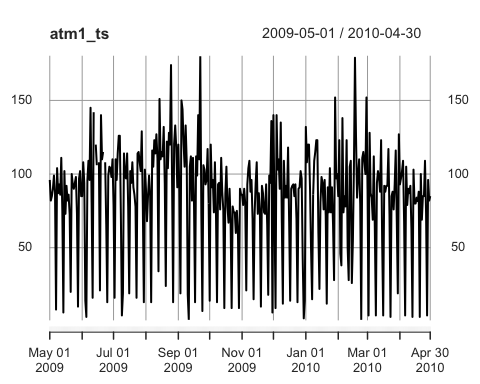 atm1_ts 2009-05-01 / 2010-04-30
150 150
100 100
50 50
May 01 Jul 01 Sep 01 Nov 01 Jan 01 Mar 01 Apr 30
2009 2009 2009 2009 2010 2010 2010